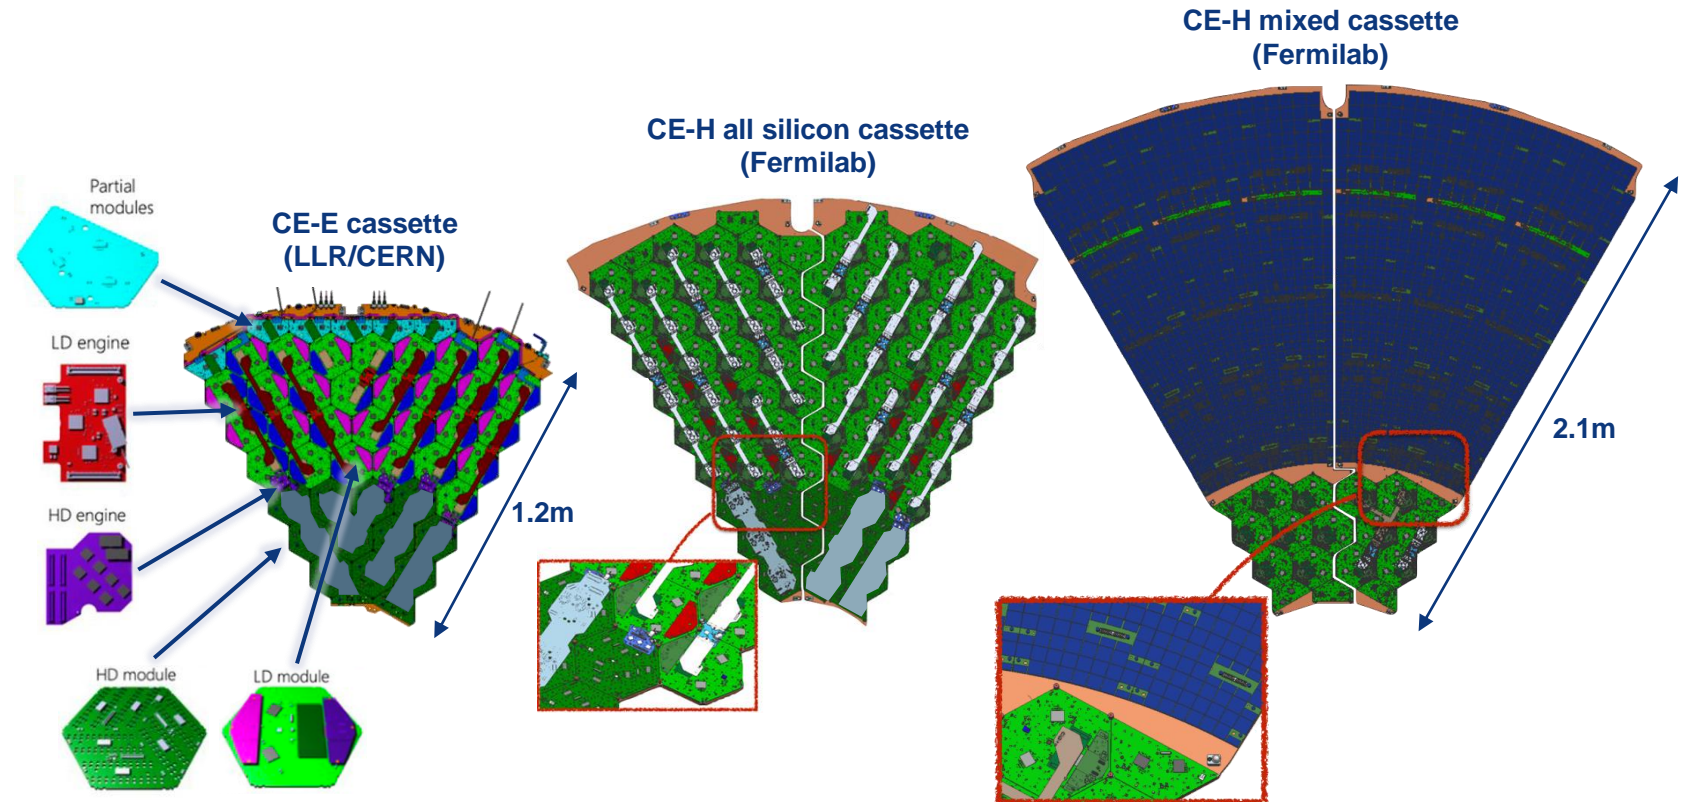 CE-H mixed cassette
(Fermilab)
CE-H all silicon cassette
(Fermilab)
Partial
modules
CE-E cassette
(LLR/CERN)
LD engine
HD engine
1.2m
2.1m
HD module
LD module